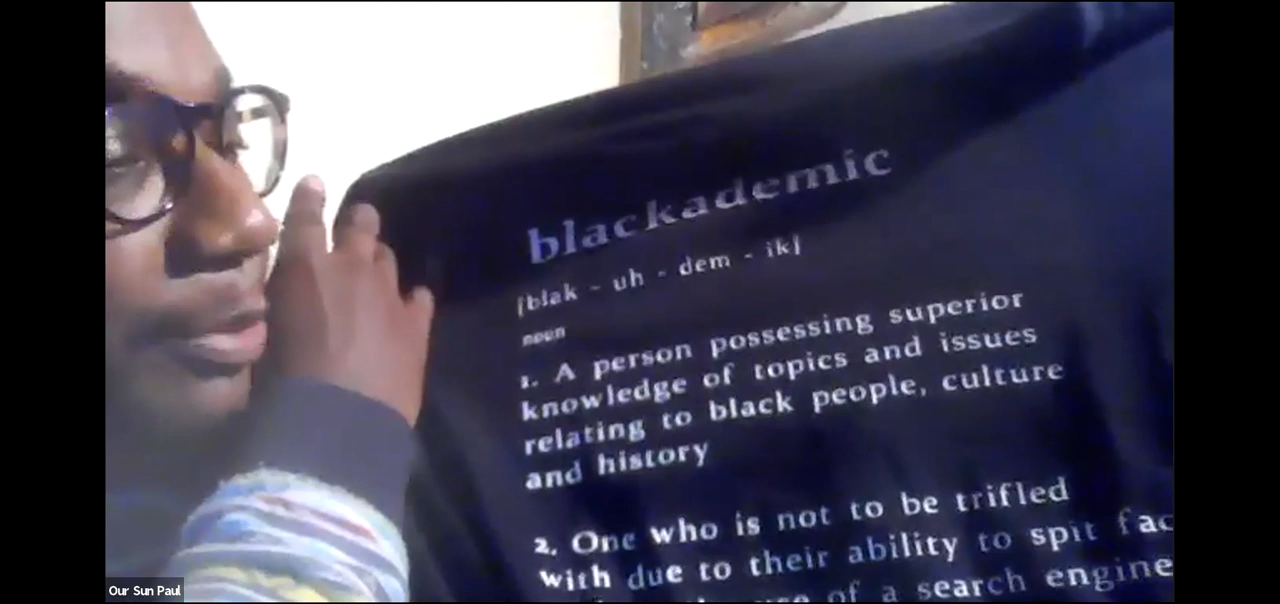 blackademic
[blak - uh - dem - ik]
noun
1. A person possessing superior
knowledge of topics and issues
relating to black people, culture
and history
2. One who is not to be trifled
with due to their ability to spit
use of a search engine
Our Sun Paul